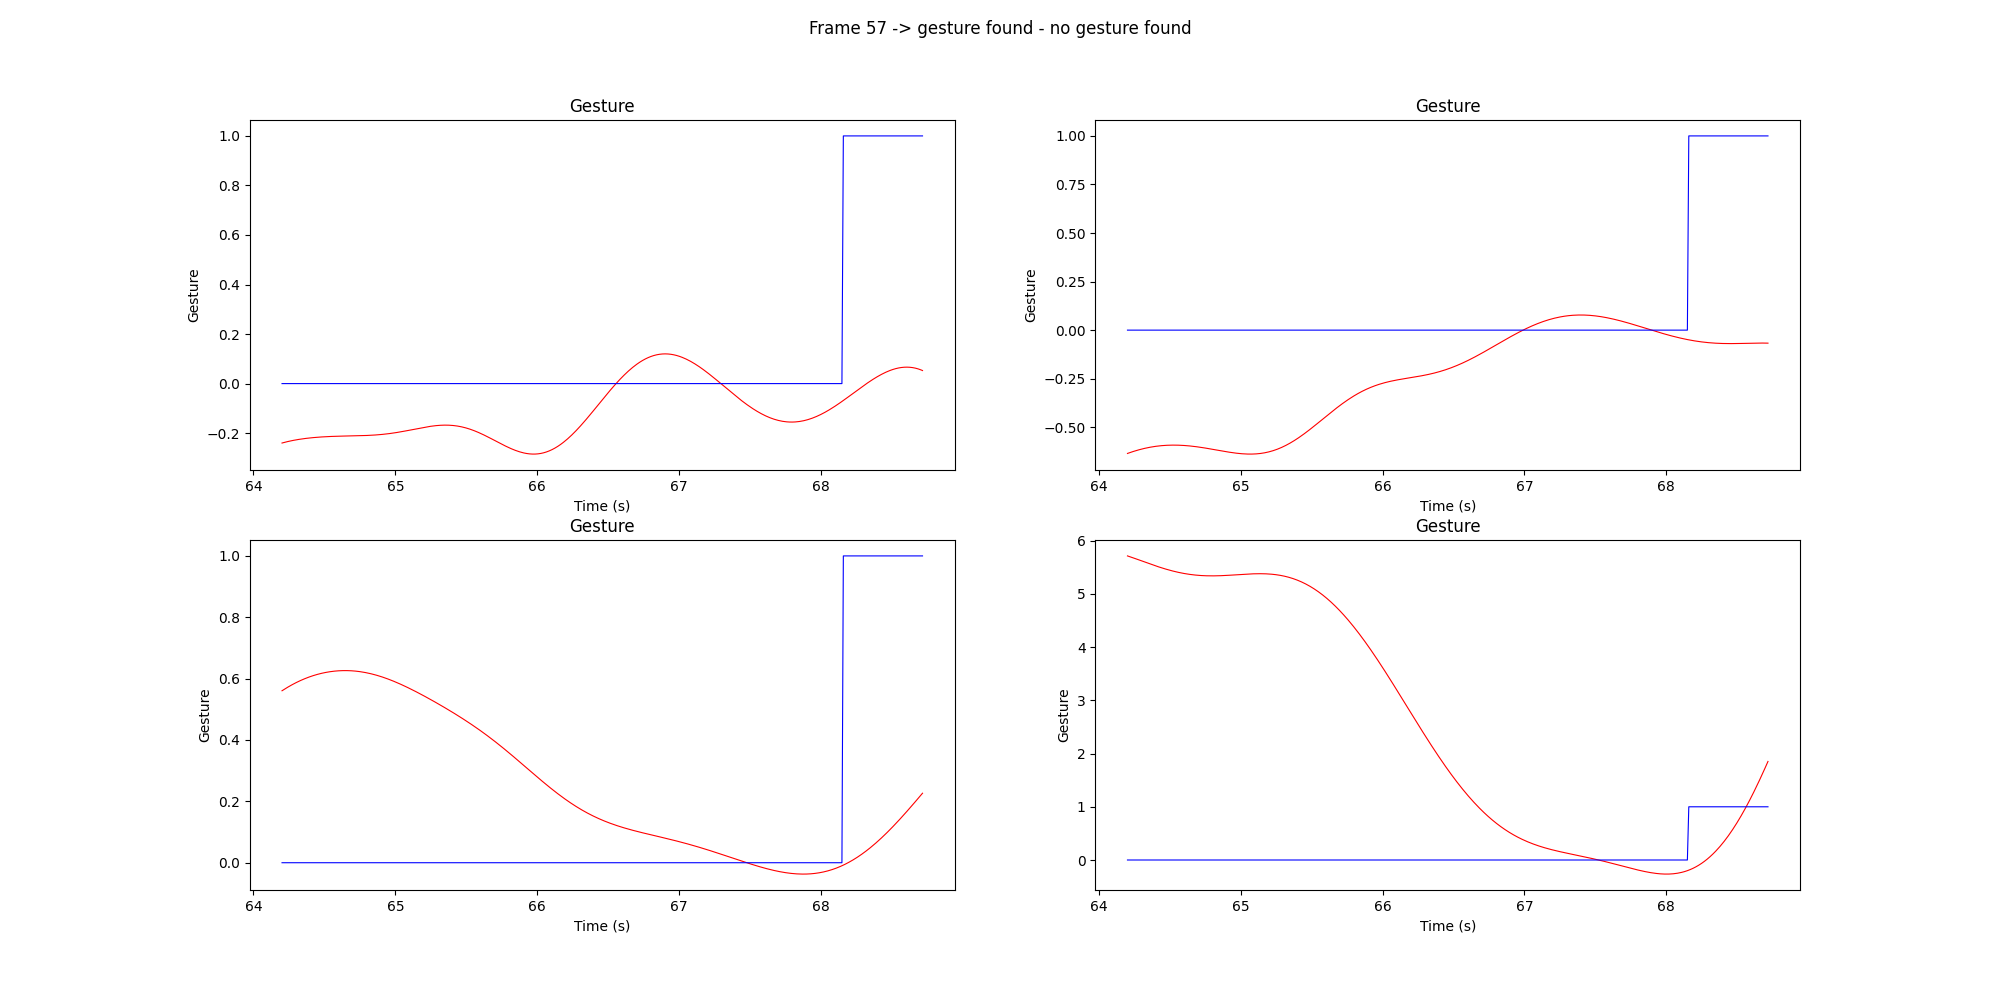 Frame 57 -> gesture found - no gesture found
Gesture
1.0
0.8
0.6
0.4
0.2
0.0
−0.2
Gesture
64 65 66 67 68
Time (s)
Gesture
1.00
0.75
0.50
0.25
0.00
−0.25
−0.50
Gesture
64 65 66 67 68
Time (s)
Gesture
1.0
0.8
0.6
0.4
0.2
0.0
Gesture
64 65 66 67 68
Time (s)
Gesture
6
5
4
3
2
1
0
Gesture
64 65 66 67 68
Time (s)